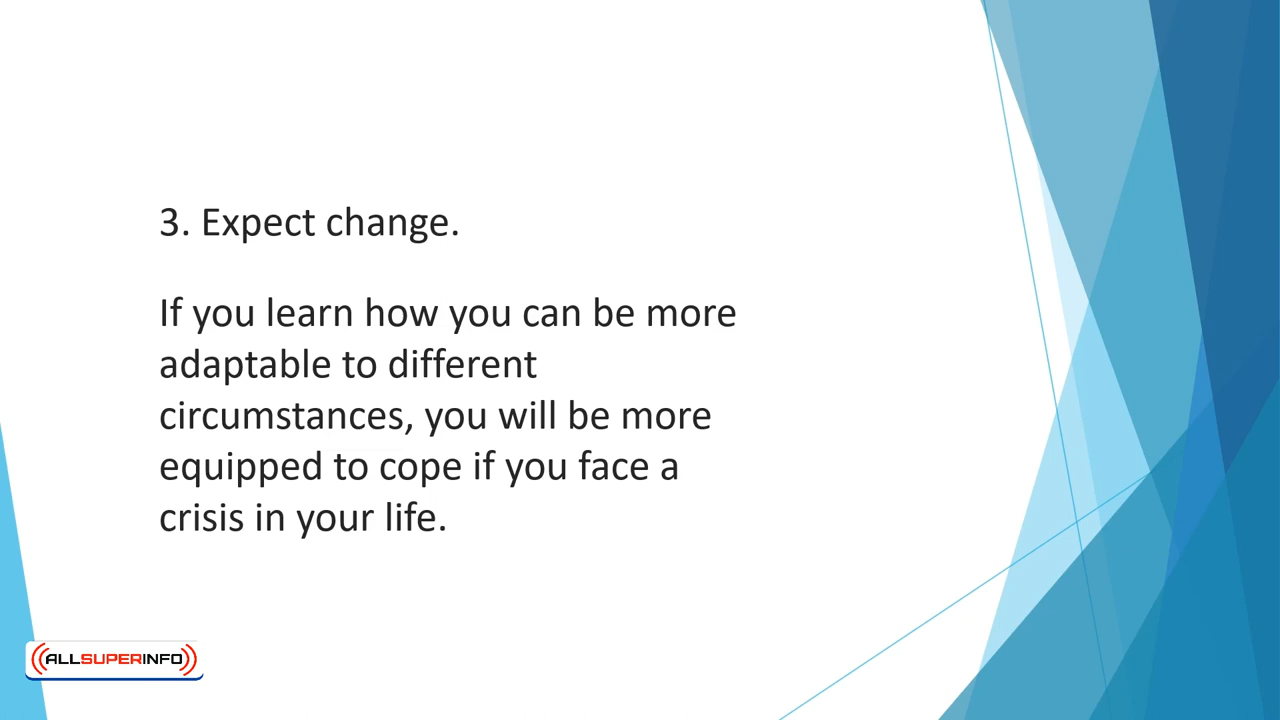 3. Expect change.
If you learn how you can be more
adaptable to different
circumstances, you will be more
equipped to cope if you face a
crisis in your life.
ALLSUPERINFO